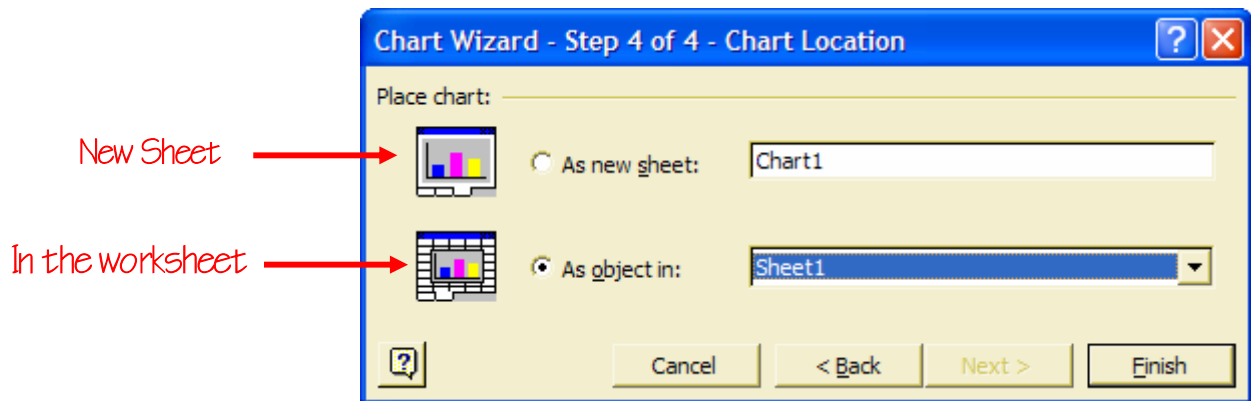 Chart Wizard - Step 4 of 4 - Chart Location
Place chart:
New Sheet
As new sheet:
Chart1
In the worksheet
As object in:
Sheet1
Cancel
< Back
Next >
Finish